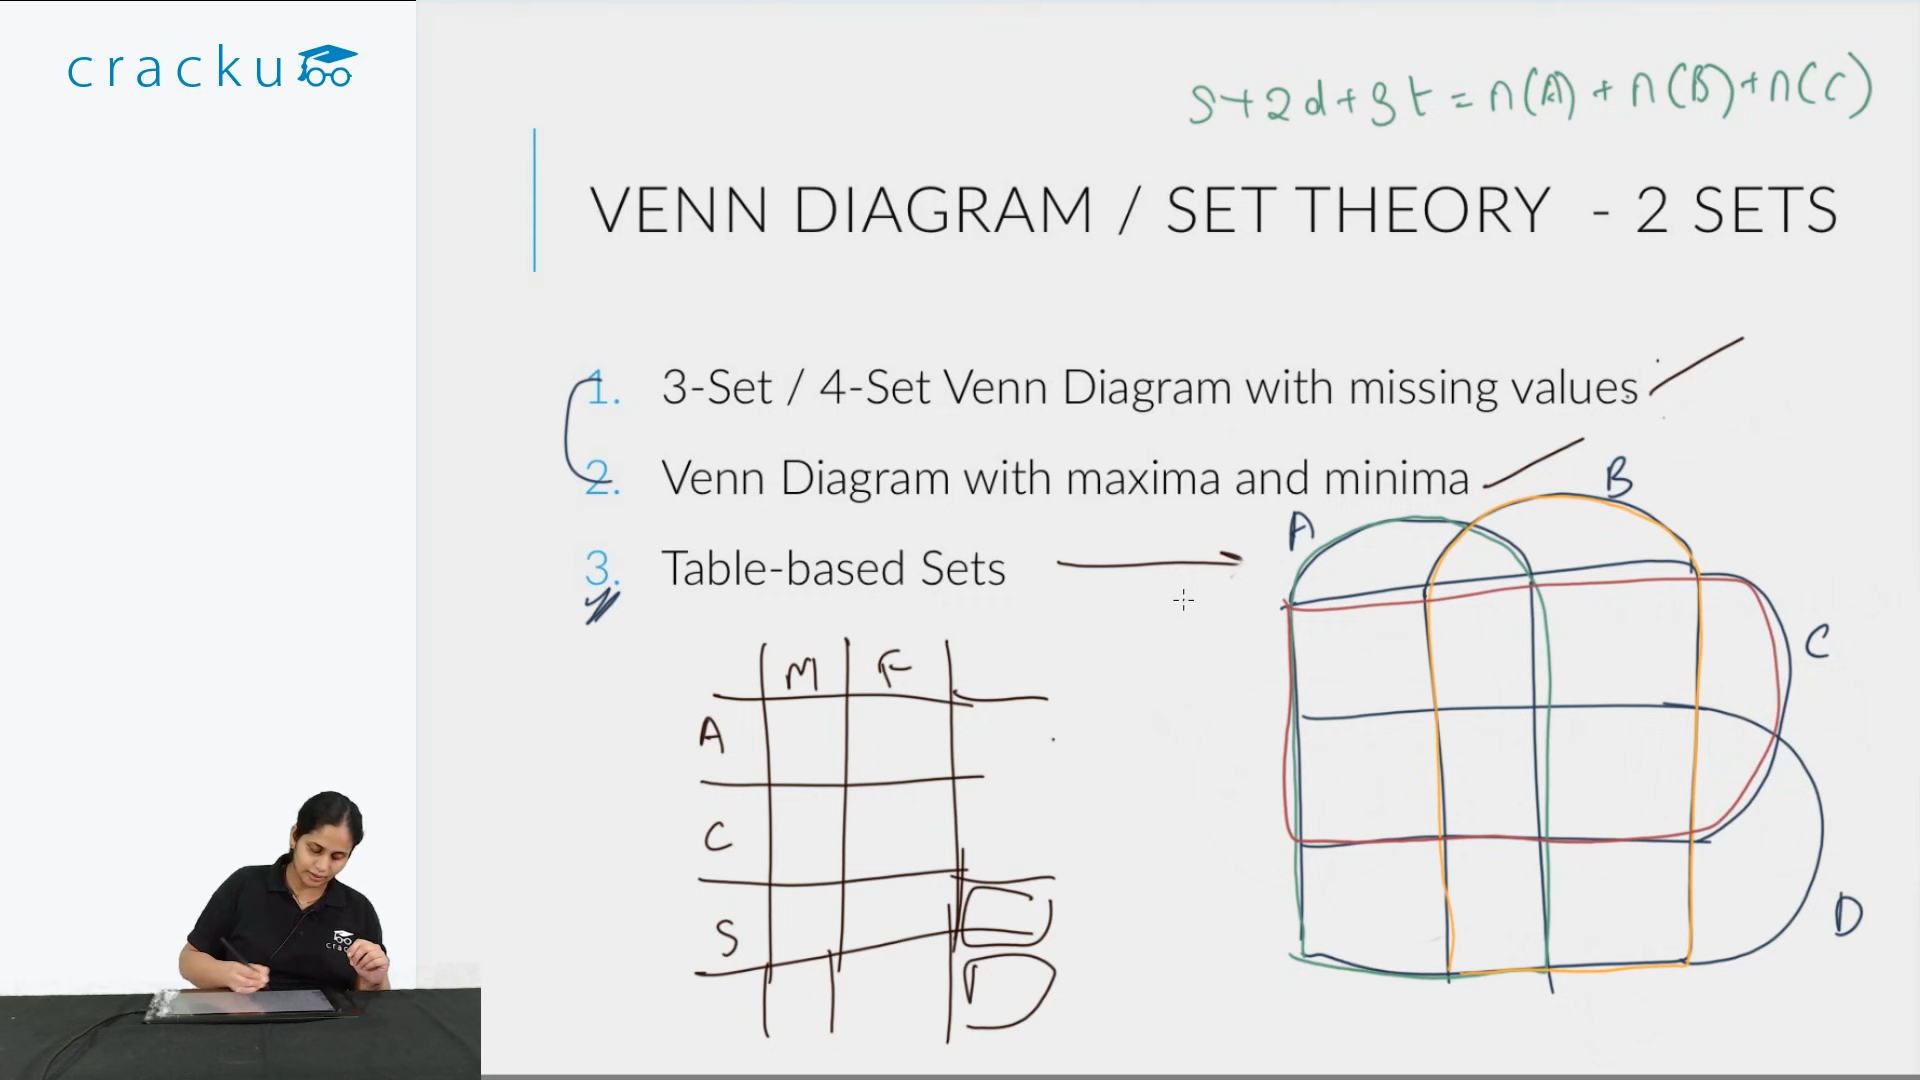 cracku
s+2d+3t = n(A) + n(B)+n(C)
VENN DIAGRAM / SET THEORY - 2 SETS
1. 3-Set / 4-Set Venn Diagram with missing values
2. Venn Diagram with maxima and minima
3. Table-based Sets
A B
C
D
M F
A
C
S